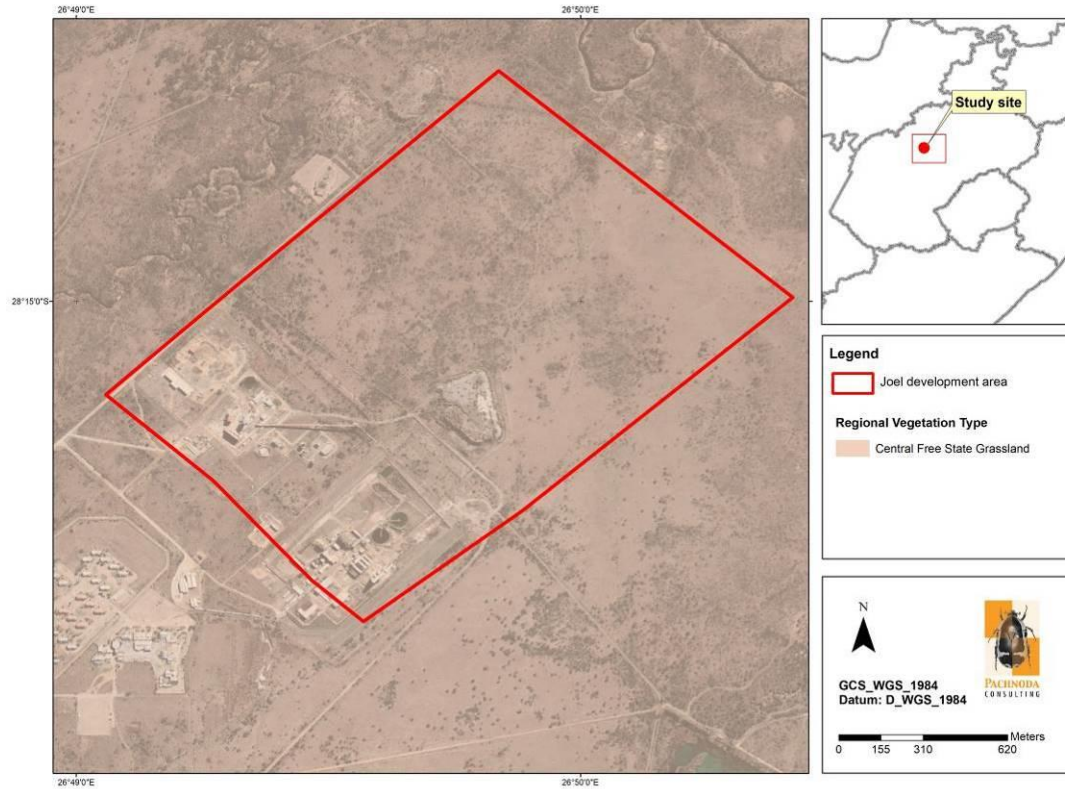 26°49'0"E
26°50'0"E
28°15'0"S
26°49'0"E
26°50'0"E
Study site
Legend
Joel development area
Regional Vegetation Type
Central Free State Grassland
N
PACHNODA
CONSULTING
GCS_WGS_1984
Datum: D_WGS_1984
Meters
0 155 310 620